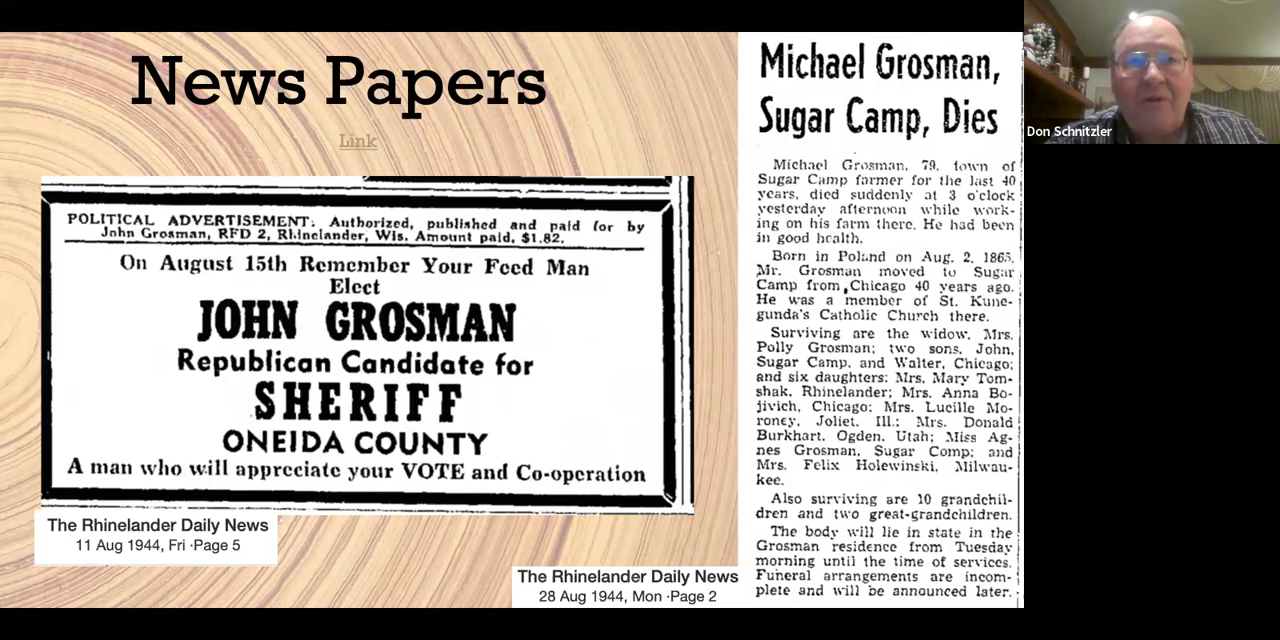 News Papers
Link
POLITICAL ADVERTISEMENT: Authorized, published and paid for by
John Grosman, RFD 2, Rhinelander, Wis. Amount paid, $1.82.
On August 15th Remember Your Feed Man
Elect
JOHN GROSMAN
Republican Candidate for
SHERIFF
ONEIDA COUNTY
A man who will appreciate your VOTE and Co-operation
The Rhinelander Daily News
11 Aug 1944, Fri ·Page 5
The Rhinelander Daily News
28 Aug 1944, Mon ·Page 2
Michael Grosman,
Sugar Camp, Dies
Michael Grosman, 79, town of
Sugar Camp farmer for the last 40
years, died suddenly at 3 o'clock
yesterday afternoon while work-
ing on his farm there. He had been
in good health.
Born in Poland on Aug. 2, 1865,
Mr. Grosman moved to Sugar
Camp from Chicago 40 years ago.
He was a member of St. Kune-
gunda's Catholic Church there.
Surviving are the widow, Mrs.
Polly Grosman; two sons, John,
Sugar Camp, and Walter, Chicago;
and six daughters: Mrs. Mary Tom-
shak, Rhinelander; Mrs. Anna Bo-
jivich, Chicago; Mrs. Lucille Mo-
roney, Joliet, Ill.; Mrs. Donald
Burkhart, Ogden, Utah; Miss Ag-
nes Grosman, Sugar Comp; and
Mrs. Felix Holewinski, Milwau-
kee.
Also surviving are 10 grandchil-
dren and two great-grandchildren.
The body will lie in state in the
Grosman residence from Tuesday
morning until the time of services.
Funeral arrangements are incom-
plete and will be announced later.
Don Schnitzler